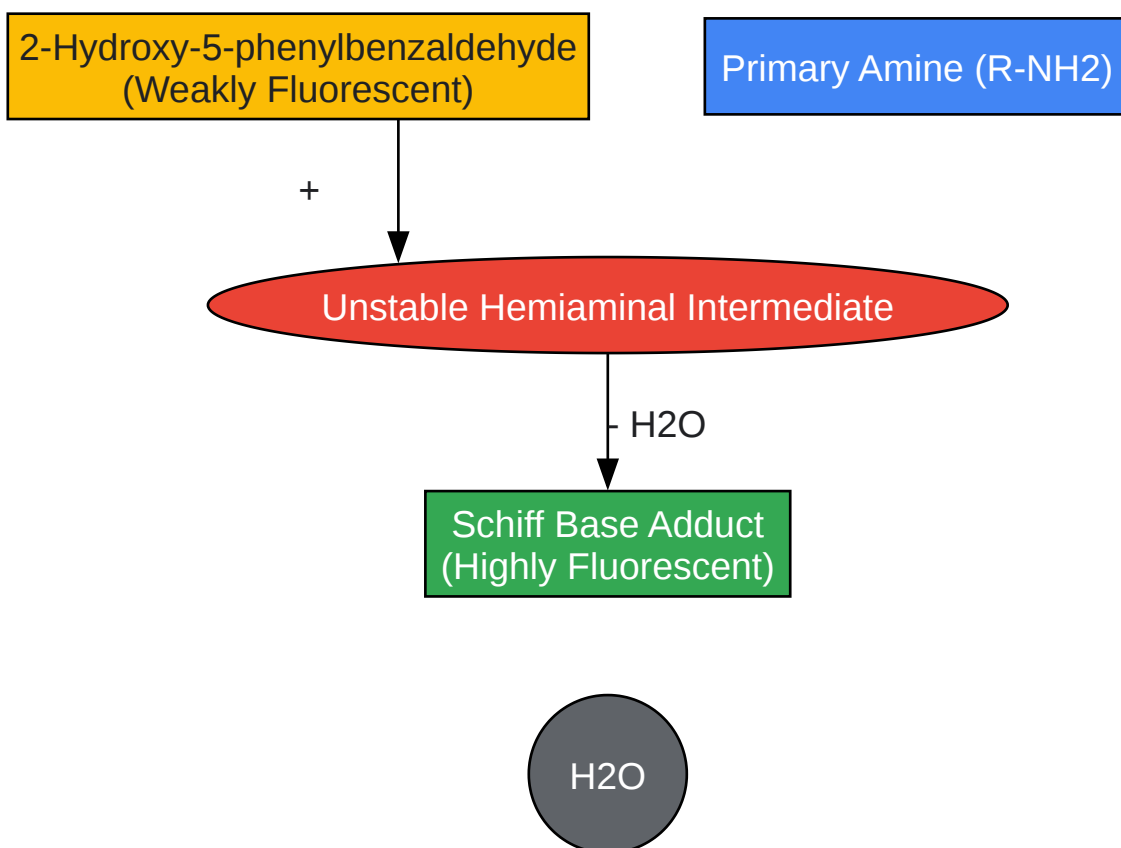 2-Hydroxy-5-phenylbenzaldehyde
(Weakly Fluorescent)
Primary Amine (R-NH2)
+
Unstable Hemiaminal Intermediate
- H2O
Schiff Base Adduct
(Highly Fluorescent)
H2O